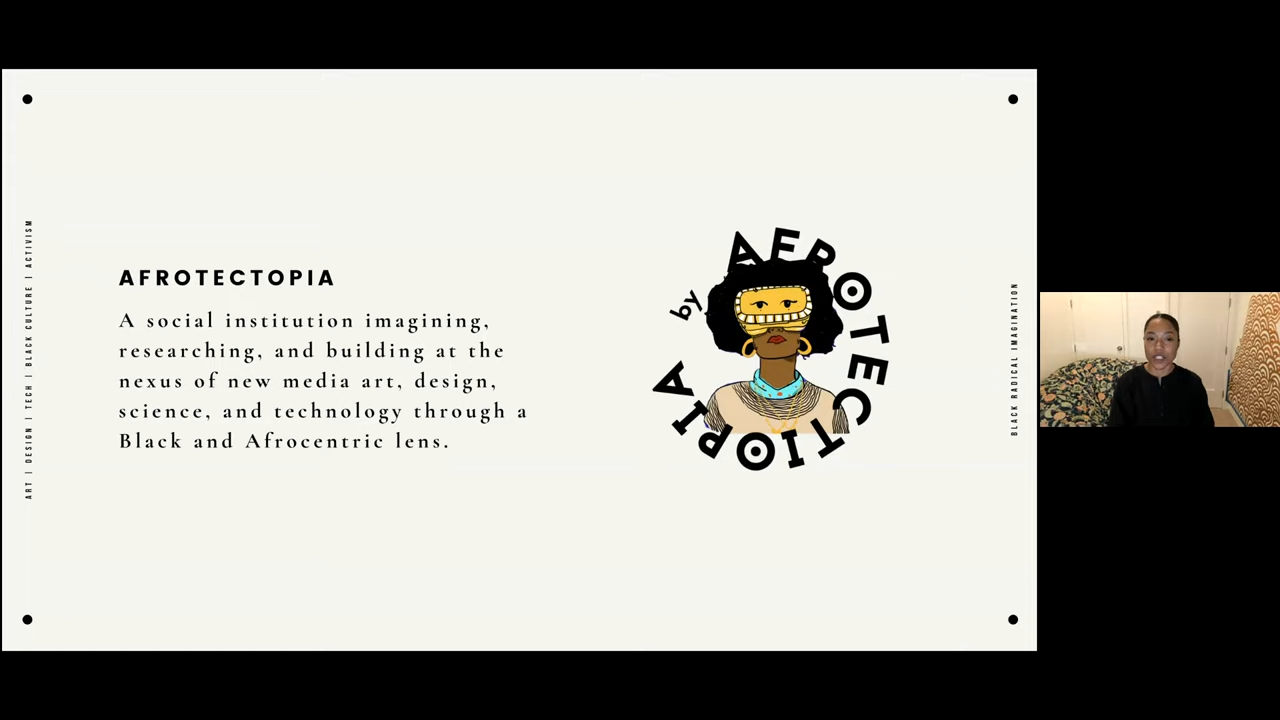 ART | DESIGN | TECH | BLACK CULTURE | ACTIVISM
AFROTECTOPIA
A social institution imagining,
researching, and building at the
nexus of new media art, design,
science, and technology through a
Black and Afrocentric lens.
by AFROTECTIOPIA
BLACK RADICAL IMAGINATION